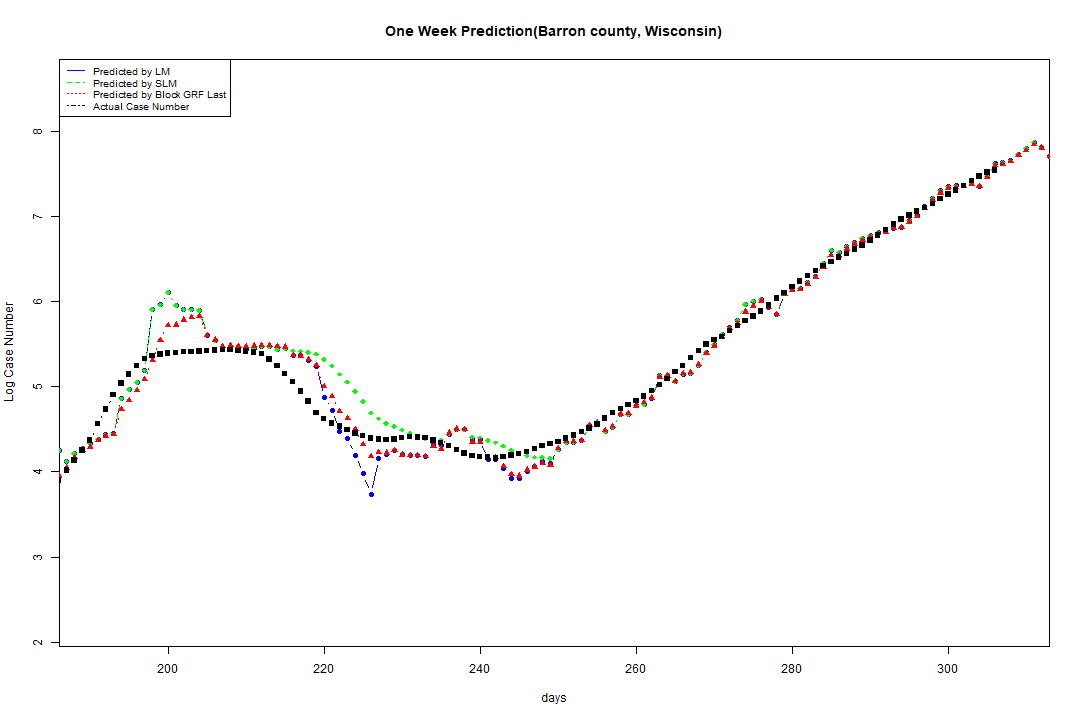 One Week Prediction(Barron county, Wisconsin)
Predicted by LM
Predicted by SLM
Predicted by Block GRF Last
Actual Case Number
8
7
6
5
4
3
2
Log Case Number
200 220 240 260 280 300
days